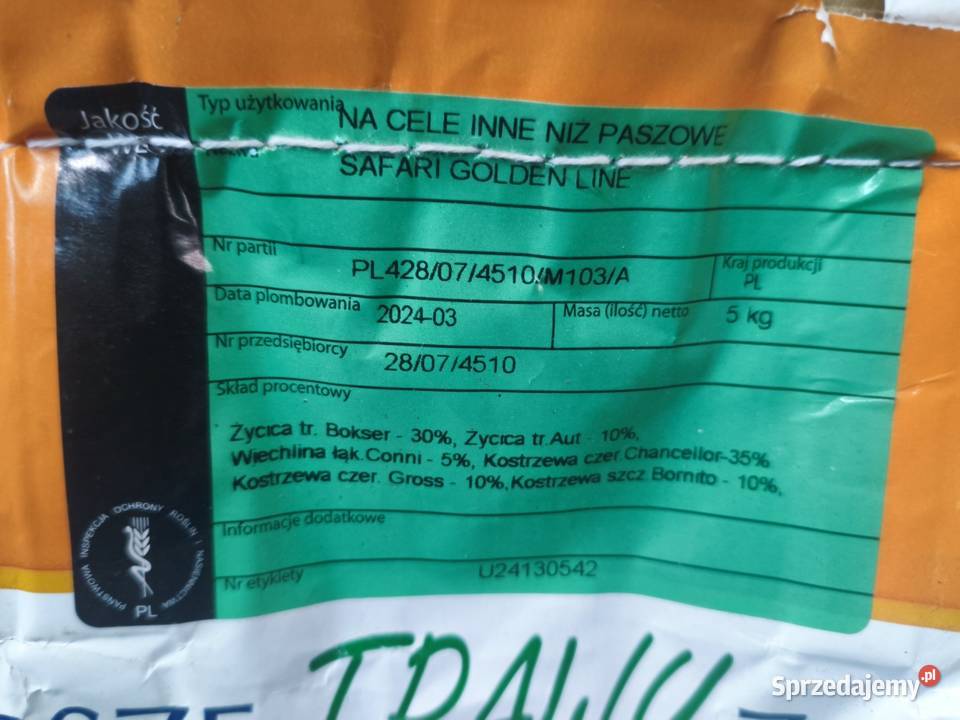 Jakość
Typ użytkowania
NA CELE INNE NIŻ PASZOWE
SAFARI GOLDEN LINE
Nr partii
PL428/07/4510/M103/A
Kraj produkcji
PL
Data plombowania
2024-03
Masa (ilość) netto
5 kg
Nr przedsiębiorcy
28/07/4510
Skład procentowy
Życica tr. Bokser - 30%, Życica tr.Aut - 10%,
Wiechlina łąk.Conni - 5%, Kostrzewa czer.Chancellor-35%
Kostrzewa czer. Gross - 10%,Kostrzewa szcz.Bornito - 10%,
Informacje dodatkowe
Nr etykiety
U24130542
PAŃSTWOWA INSPEKCJA OCHRONY ROŚLIN I NASIENNICTWA
PL
TRAWY
Sprzedajemy.pl